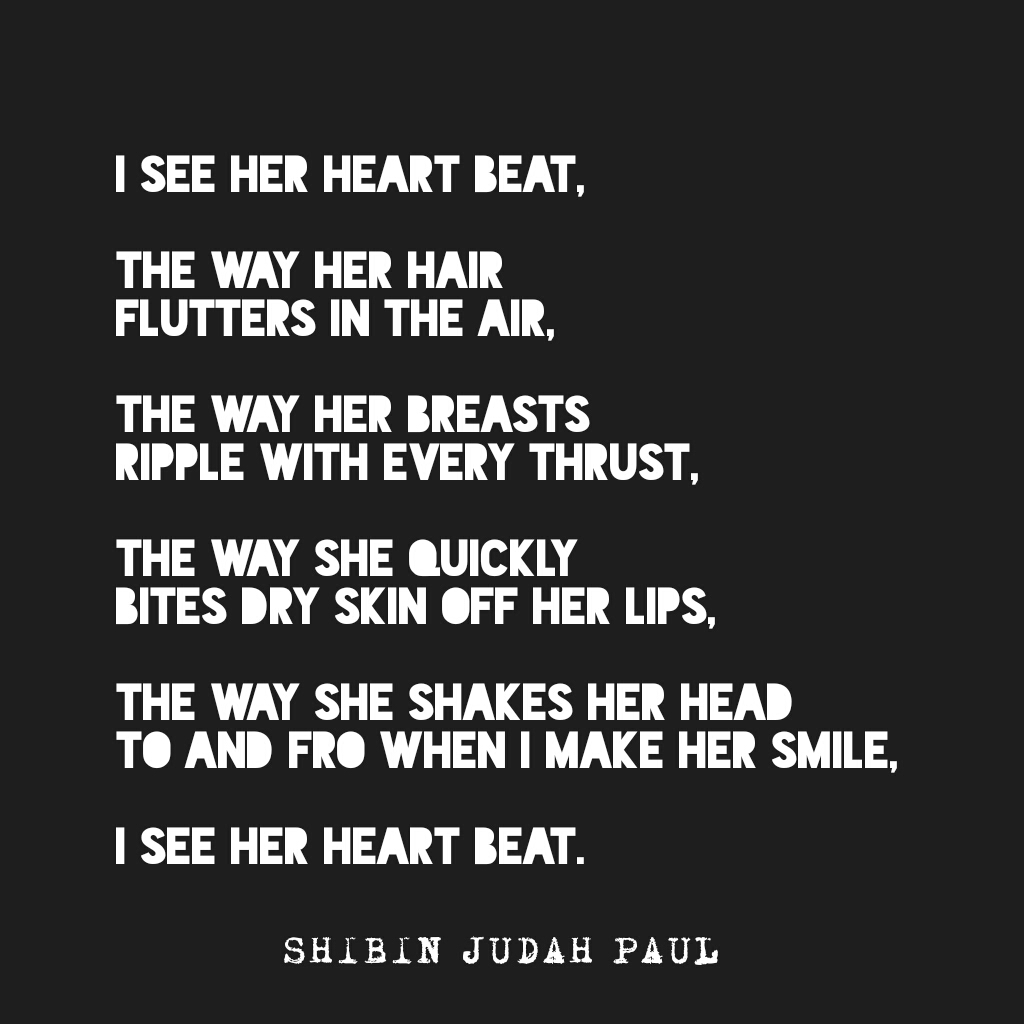 I SEE HER HEART BEAT,
THE WAY HER HAIR
FLUTTERS IN THE AIR,
THE WAY HER BREASTS
RIPPLE WITH EVERY THRUST,
THE WAY SHE QUICKLY
BITES DRY SKIN OFF HER LIPS,
THE WAY SHE SHAKES HER HEAD
TO AND FRO WHEN I MAKE HER SMILE,
I SEE HER HEART BEAT.
SHIBIN JUDAH PAUL